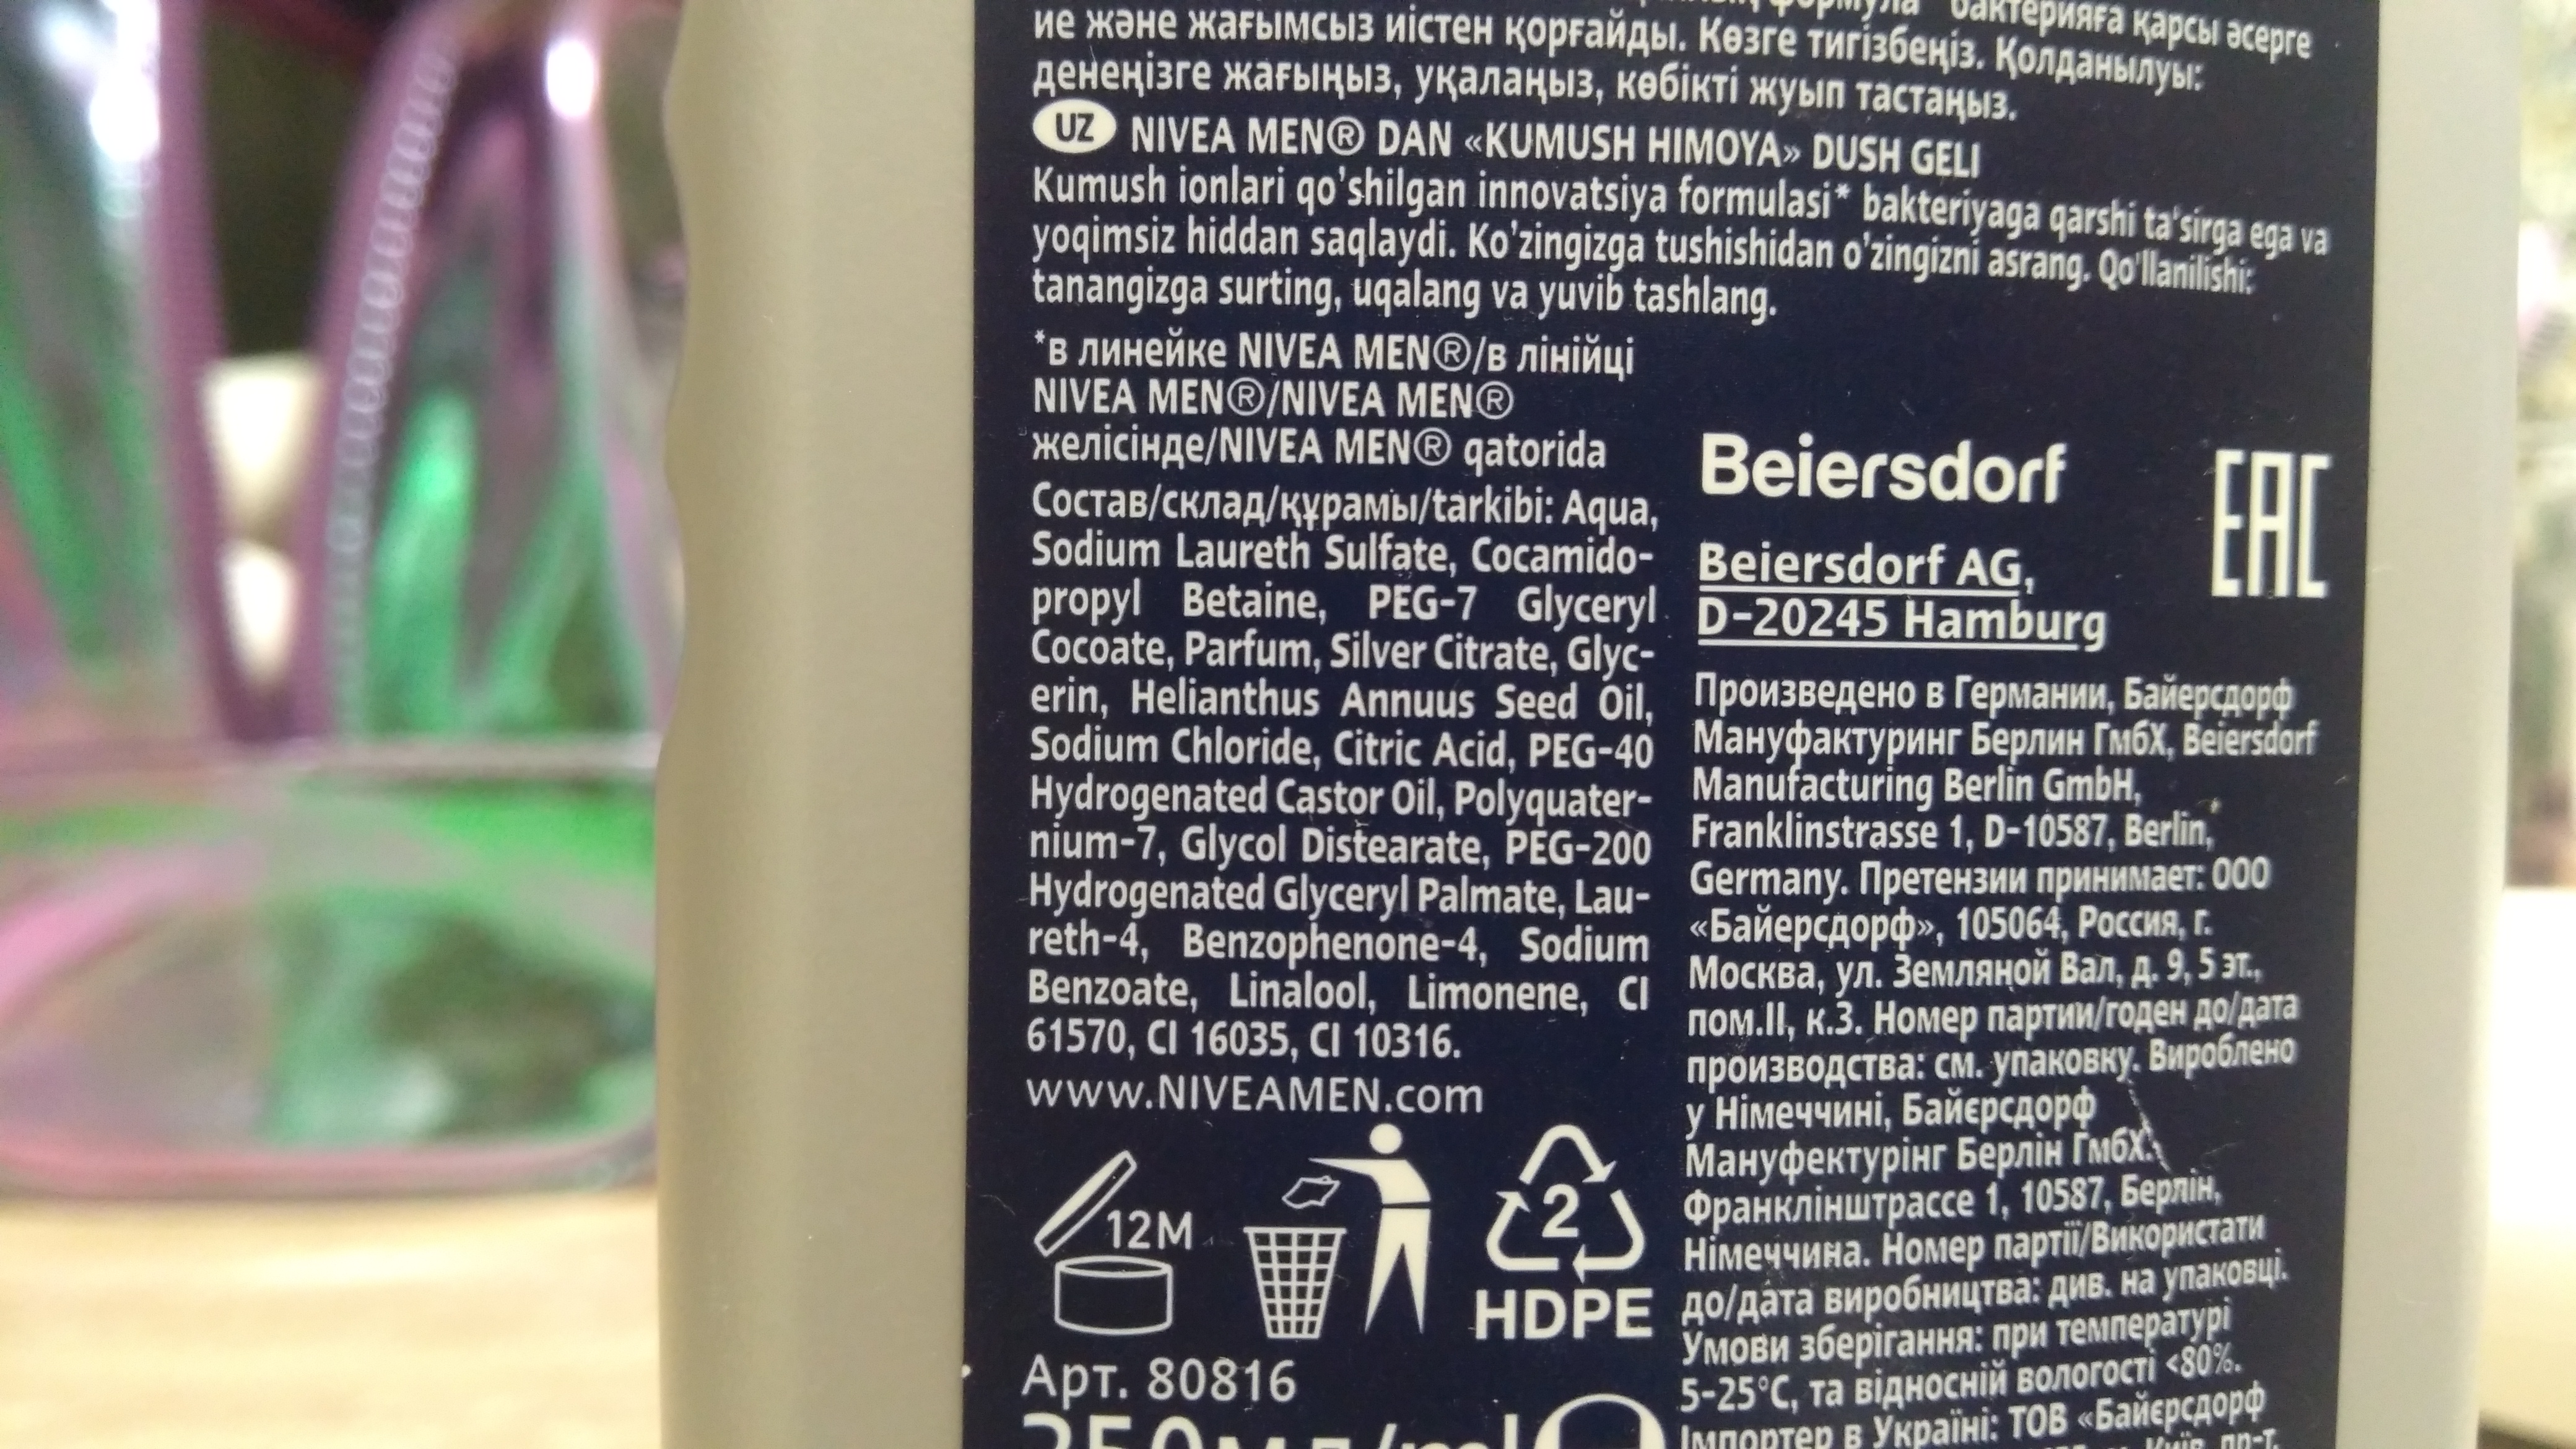 формула* бактерияға қарсы әсерге
ие және жағымсыз иістен қорғайды. Көзге тигізбеңіз. Қолданылуы:
денеңізге жағыңыз, уқалаңыз, көбікті жуып тастаңыз.
UZ NIVEA MEN® DAN «KUMUSH HIMOYA» DUSH GELI
Kumush ionlari qo'shilgan innovatsiya formulasi* bakteriyaga qarshi ta'sirga ega va
yoqimsiz hiddan saqlaydi. Ko'zingizga tushishidan o'zingizni asrang. Qo'llanilishi:
tanangizga surting, uqalang va yuvib tashlang.
*в линейке NIVEA MEN®/в лінійці
NIVEA MEN®/NIVEA MEN®
желісінде/NIVEA MEN® qatorida
Состав/склад/құрамы/tarkibi: Aqua,
Sodium Laureth Sulfate, Cocamido-
propyl Betaine, PEG-7 Glyceryl
Cocoate, Parfum, Silver Citrate, Glyc-
erin, Helianthus Annuus Seed Oil,
Sodium Chloride, Citric Acid, PEG-40
Hydrogenated Castor Oil, Polyquater-
nium-7, Glycol Distearate, PEG-200
Hydrogenated Glyceryl Palmate, Lau-
reth-4, Benzophenone-4, Sodium
Benzoate, Linalool, Limonene, CI
61570, CI 16035, CI 10316.
www.NIVEAMEN.com
12M
2
HDPE
Арт. 80816
250мл/ml
Beiersdorf
EAC
Beiersdorf AG,
D-20245 Hamburg
Произведено в Германии, Байерсдорф
Мануфактуринг Берлин ГмбХ, Beiersdorf
Manufacturing Berlin GmbH,
Franklinstrasse 1, D-10587, Berlin,
Germany. Претензии принимает: ООО
«Байерсдорф», 105064, Россия, г.
Москва, ул. Земляной Вал, д. 9, 5 эт.,
пом.II, к.3. Номер партии/годен до/дата
производства: см. упаковку. Вироблено
у Німеччині, Байєрсдорф
Мануфектурінг Берлін ГмбХ.
Франклінштрассе 1, 10587, Берлін,
Німеччина. Номер партії/Використати
до/дата виробництва: див. на упаковці.
Умови зберігання: при температурі
5-25°С, та відносній вологості <80%.
Імпортер в Україні: ТОВ «Байєрсдорф
Київ, пр-т.